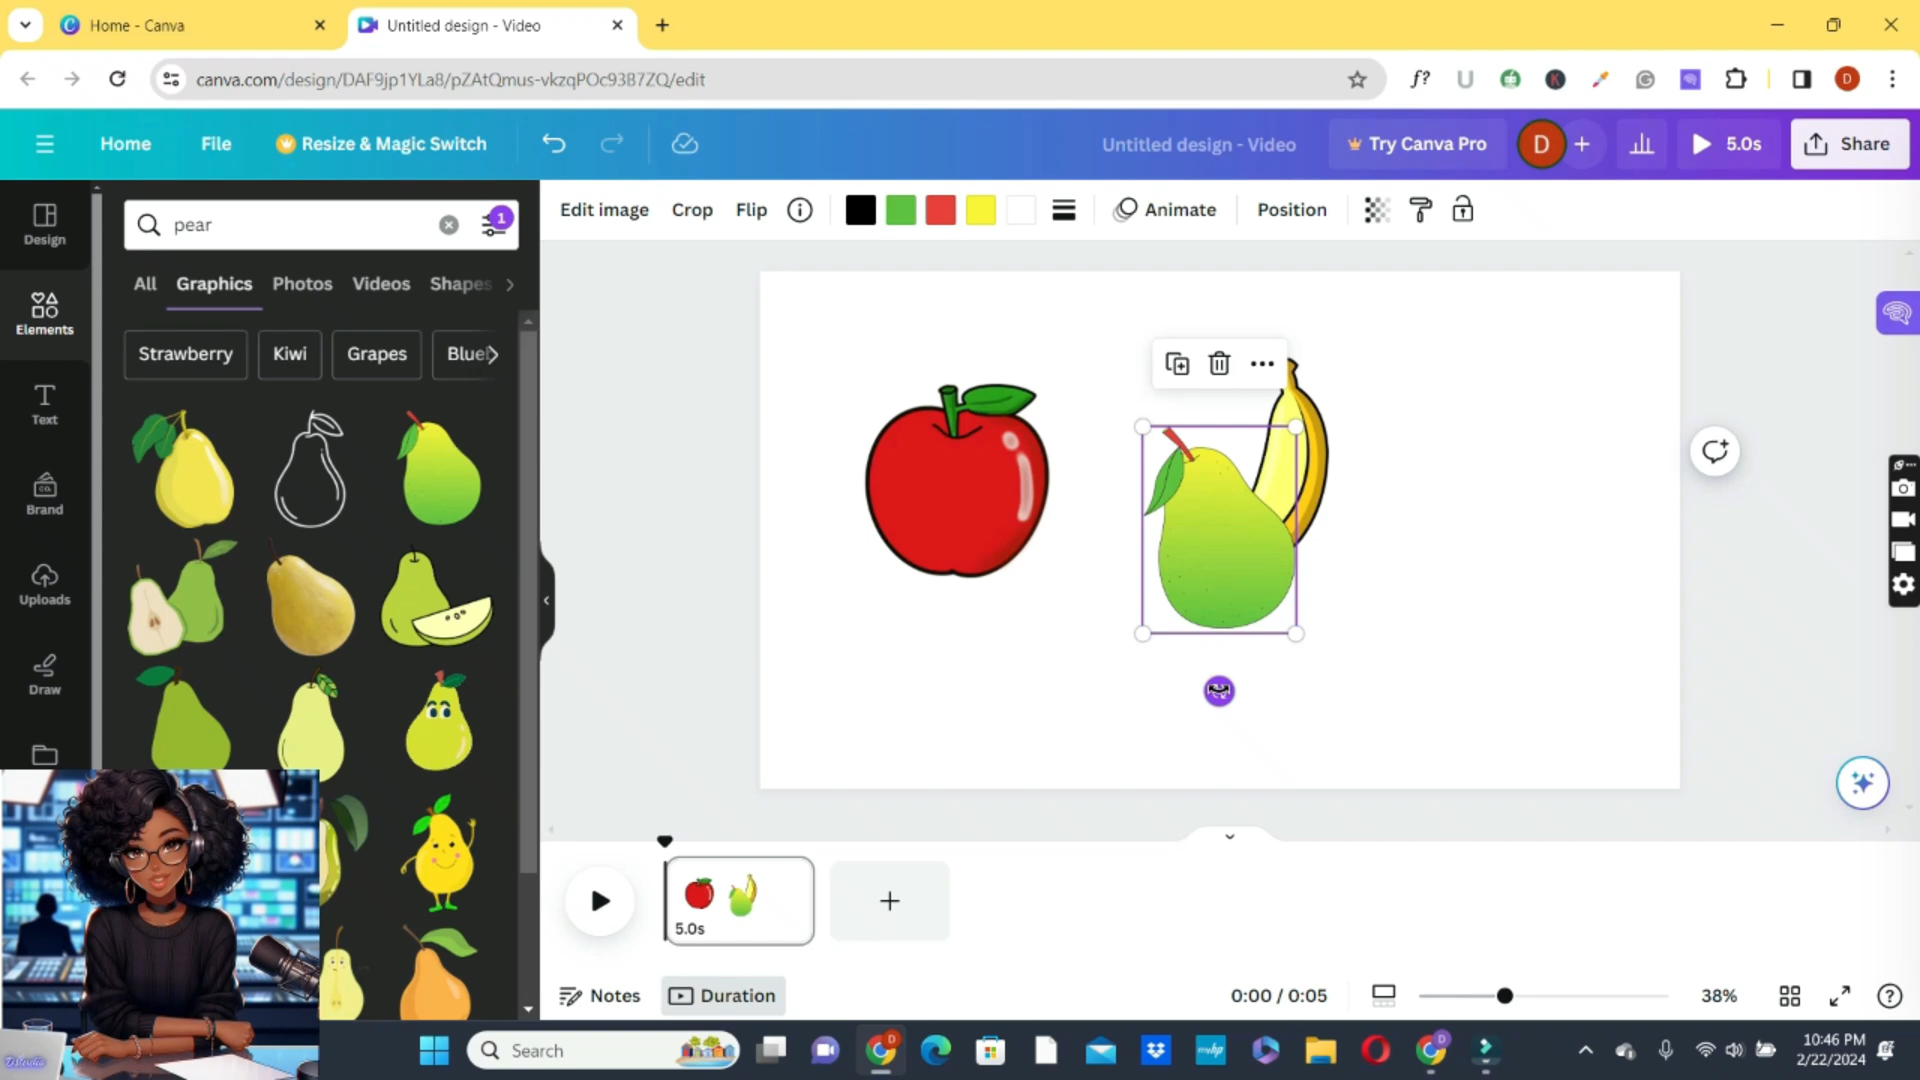 Home - Canva
Untitled design - Video
canva.com/design/DAF9jp1YLa8/pZAtQmus-vkzqPOc93B7ZQ/edit
f?
U
K
D
Home
File
Resize & Magic Switch
Untitled design - Video
Try Canva Pro
D
5.0s
Share
Design
Elements
Text
Brand
Uploads
Draw
pear
1
All
Graphics
Photos
Videos
Shapes
Strawberry
Kiwi
Grapes
Edit image
Crop
Flip
Animate
Position
5.0s
Notes
Duration
0:00 / 0:05
38%
Search
D
myhp
10:46 PM
2/22/2024